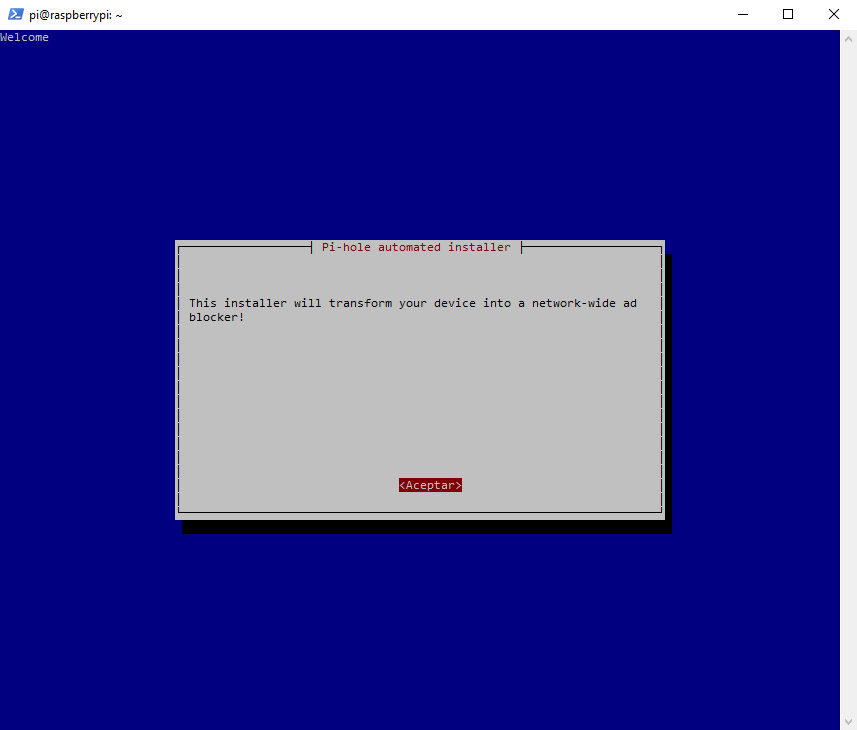 pi@raspberrypi: ~
Welcome
Pi-hole automated installer
This installer will transform your device into a network-wide ad
blocker!
<Aceptar>